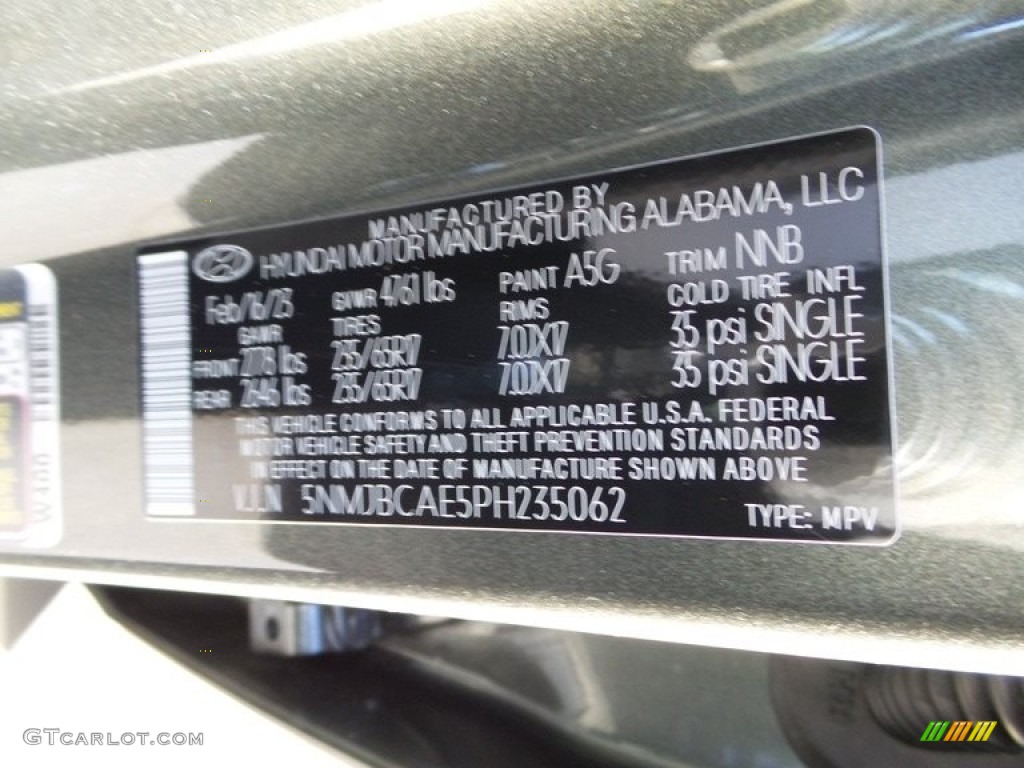 MANUFACTURED BY
HYUNDAI MOTOR MANUFACTURING ALABAMA, LLC
Feb/16/23 GVWR 4761 lbs PAINT A5G TRIM NNB
GAWR TIRES RIMS COLD TIRE INFL
FRONT 2778 lbs 235/65R17 7.00X17 35 psi SINGLE
REAR 2646 lbs 235/65R17 7.00X17 35 psi SINGLE
THIS VEHICLE CONFORMS TO ALL APPLICABLE U.S.A. FEDERAL
MOTOR VEHICLE SAFETY AND THEFT PREVENTION STANDARDS
IN EFFECT ON THE DATE OF MANUFACTURE SHOWN ABOVE
V.I.N 5NMJBCAE5PH235062 TYPE: MPV
GTCARLOT.COM